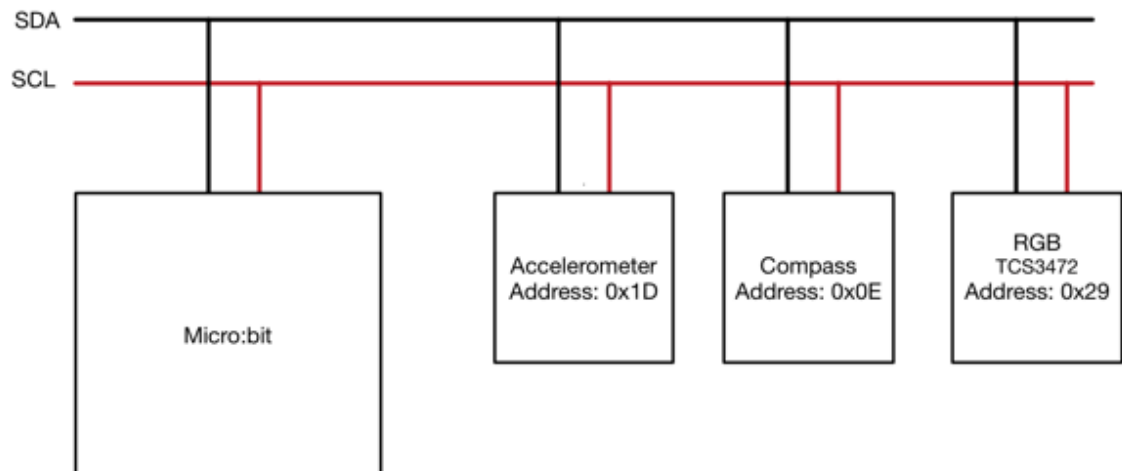 SDA
SCL
Micro:bit
Accelerometer
Address: 0x1D
Compass
Address: 0x0E
RGB
TCS3472
Address: 0x29